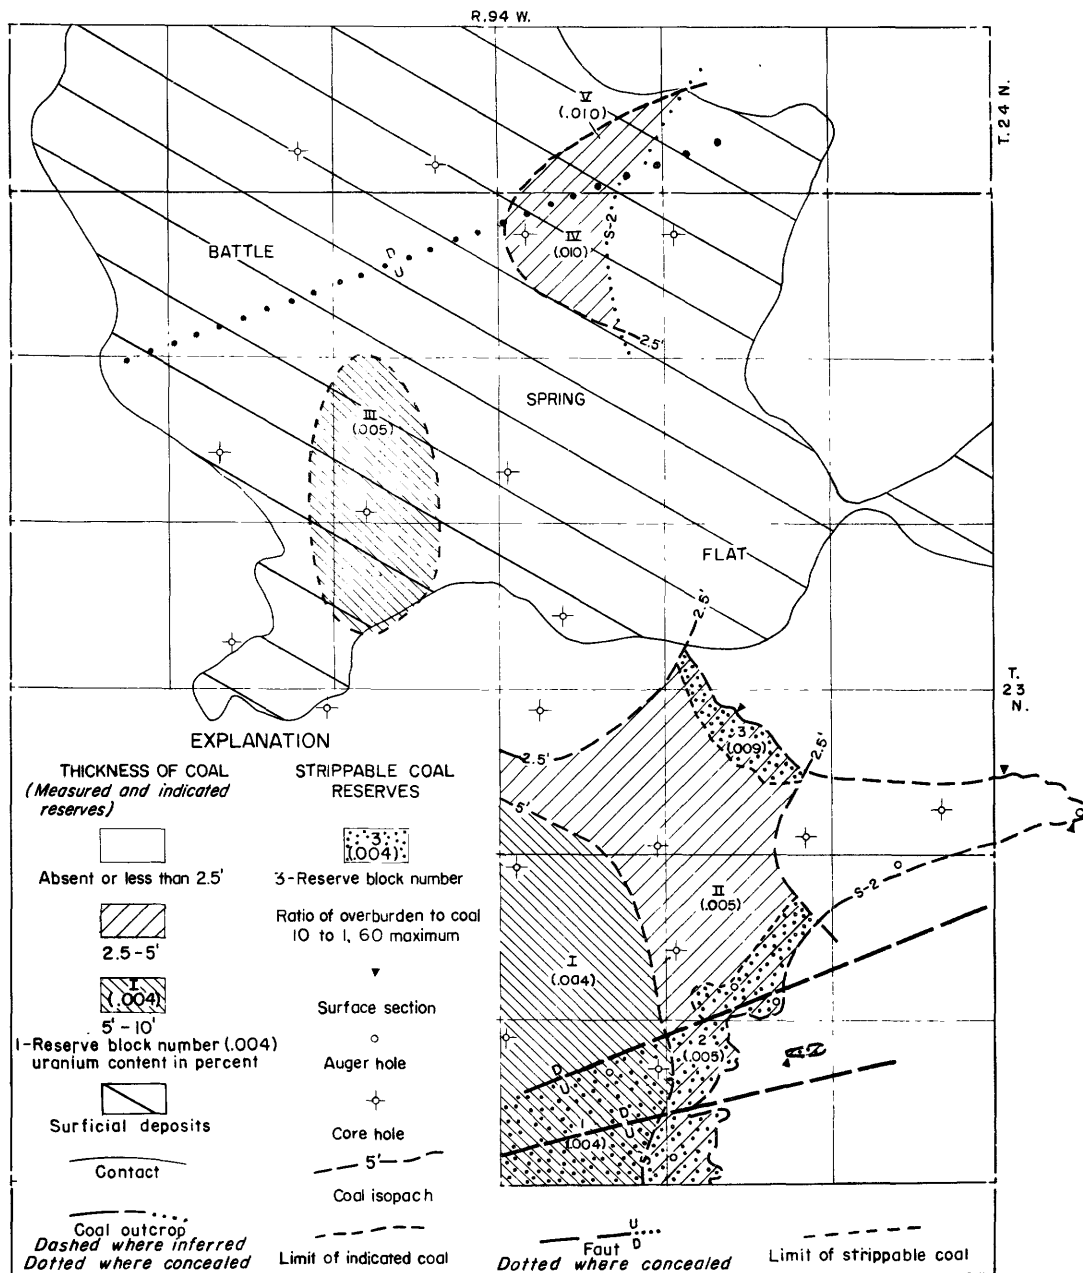 R.94 W.
T. 24 N.
V
(.010)
IV
(.010)
S-2
2.5'
BATTLE
D
U
SPRING
III
(.005)
FLAT
2.5'
T.
23
N.
3
(.009)
2.5'
2.5'
5'
II
(.005)
S-2
I
(.004)
2
(.005)
D
U
D
U
1
(.004)
5'
EXPLANATION
THICKNESS OF COAL
(Measured and indicated
reserves)
Absent or less than 2.5'
2.5-5'
I
(.004)
5'-10'
1-Reserve block number (.004)
uranium content in percent
Surficial deposits
Contact
Coal outcrop
Dashed where inferred
Dotted where concealed
STRIPPABLE COAL
RESERVES
3
(.004)
3-Reserve block number
Ratio of overburden to coal
10 to 1, 60 maximum
Surface section
Auger hole
Core hole
5'
Coal isopach
Limit of indicated coal
U
D
Faut
Dotted where concealed
Limit of strippable coal